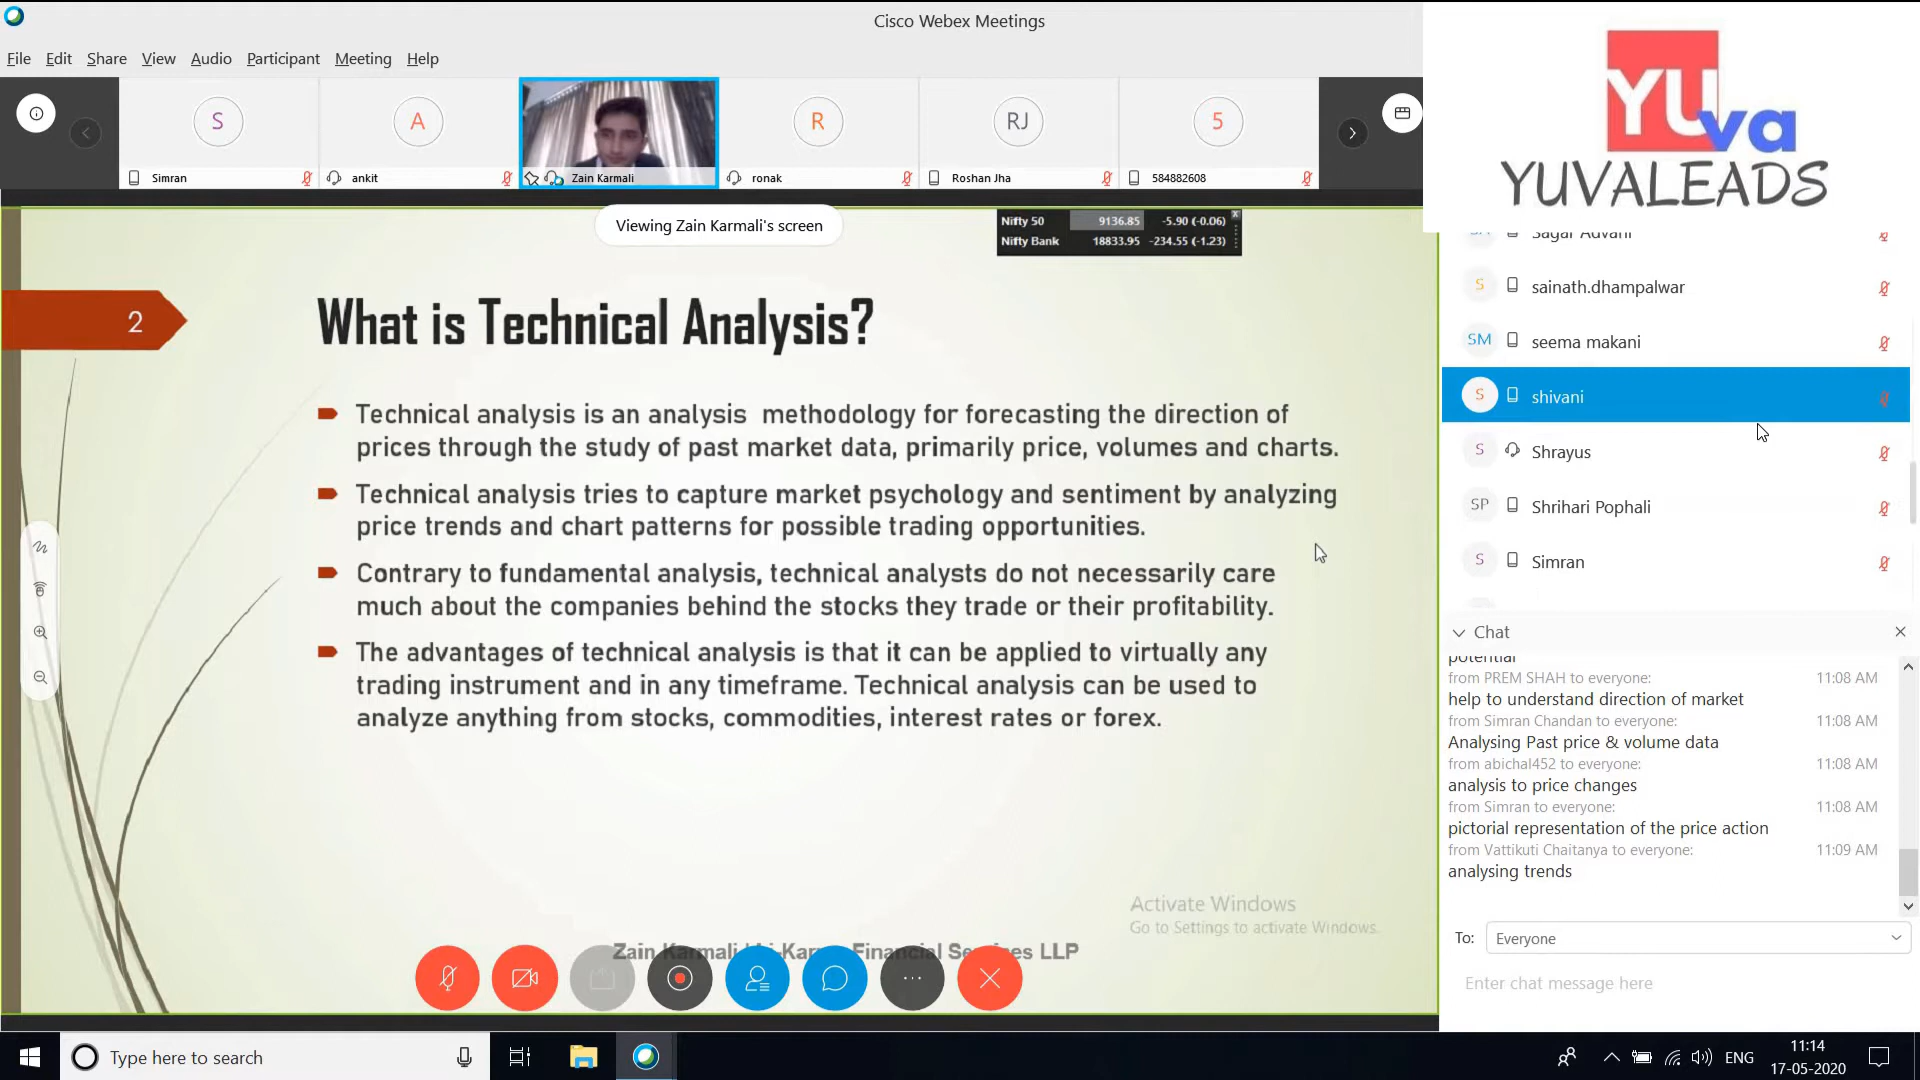 Cisco Webex Meetings
File Edit Share View Audio Participant Meeting Help
S A R RJ 5
Simran ankit Zain Karmali ronak Roshan Jha 584882608
Viewing Zain Karmali's screen
Nifty 50 9136.85 -5.90 (-0.06)
Nifty Bank 18833.95 -234.55 (-1.23)
2
What is Technical Analysis?
Technical analysis is an analysis methodology for forecasting the direction of
prices through the study of past market data, primarily price, volumes and charts.
Technical analysis tries to capture market psychology and sentiment by analyzing
price trends and chart patterns for possible trading opportunities.
Contrary to fundamental analysis, technical analysts do not necessarily care
much about the companies behind the stocks they trade or their profitability.
The advantages of technical analysis is that it can be applied to virtually any
trading instrument and in any timeframe. Technical analysis can be used to
analyze anything from stocks, commodities, interest rates or forex.
Activate Windows
Go to Settings to activate Windows.
Zain Karmali Financial LLP
YUva
YUVALEADS
Sagar Advani
S sainath.dhampalwar
SM seema makani
S shivani
S Shrayus
SP Shrihari Pophali
S Simran
Chat
potential
from PREM SHAH to everyone: 11:08 AM
help to understand direction of market
from Simran Chandan to everyone: 11:08 AM
Analysing Past price & volume data
from abichal452 to everyone: 11:08 AM
analysis to price changes
from Simran to everyone: 11:08 AM
pictorial representation of the price action
from Vattikuti Chaitanya to everyone: 11:09 AM
analysing trends
To: Everyone
Enter chat message here
Type here to search
ENG
11:14
17-05-2020